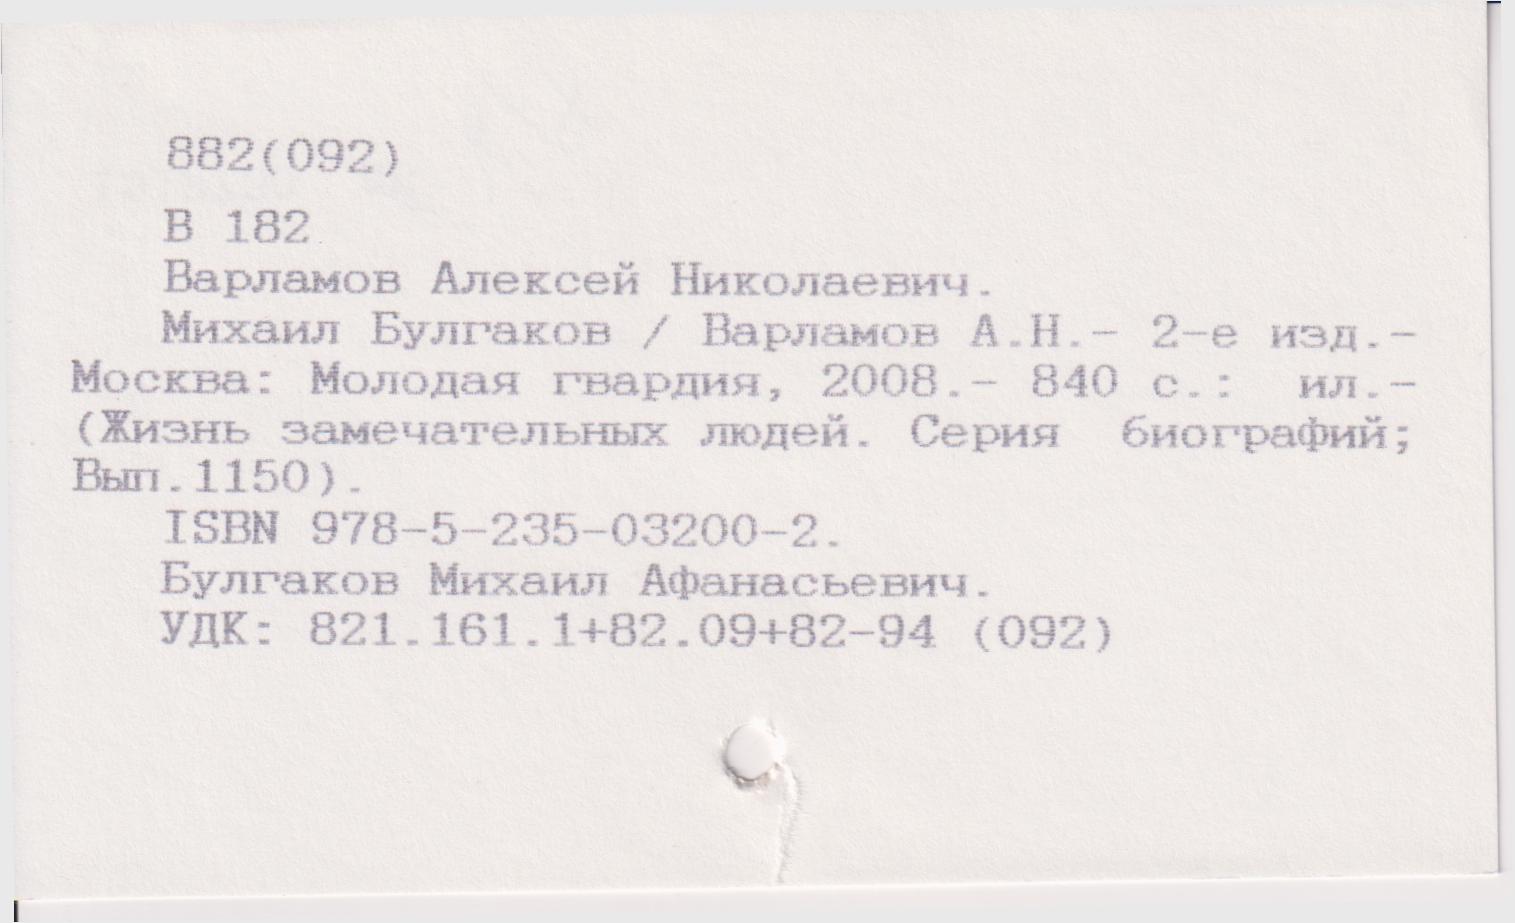 882(092)
В 182
Варламов Алексей Николаевич.
Михаил Булгаков / Варламов А.Н.- 2-е изд.-
Москва: Молодая гвардия, 2008.- 840 с.: ил.-
(Жизнь замечательных людей. Серия биографий;
Вып.1150).
ISBN 978-5-235-03200-2.
Булгаков Михаил Афанасьевич.
УДК: 821.161.1+82.09+82-94 (092)